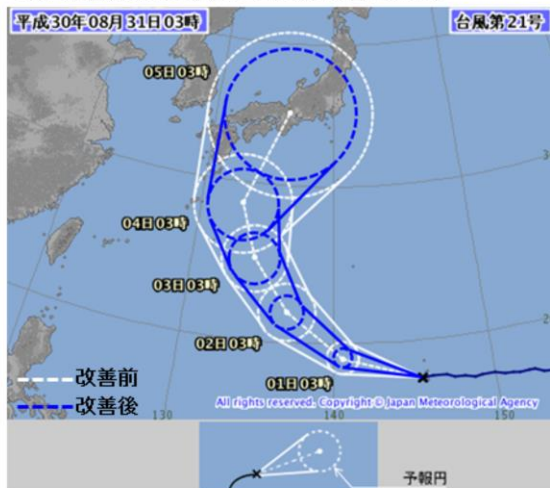 平成30年08月31日03時
台風第21号
05日03時
04日03時
03日03時
02日03時
01日03時
改善前
改善後
All rights reserved. Copyright © Japan Meteorological Agency
130
140
150
予報円